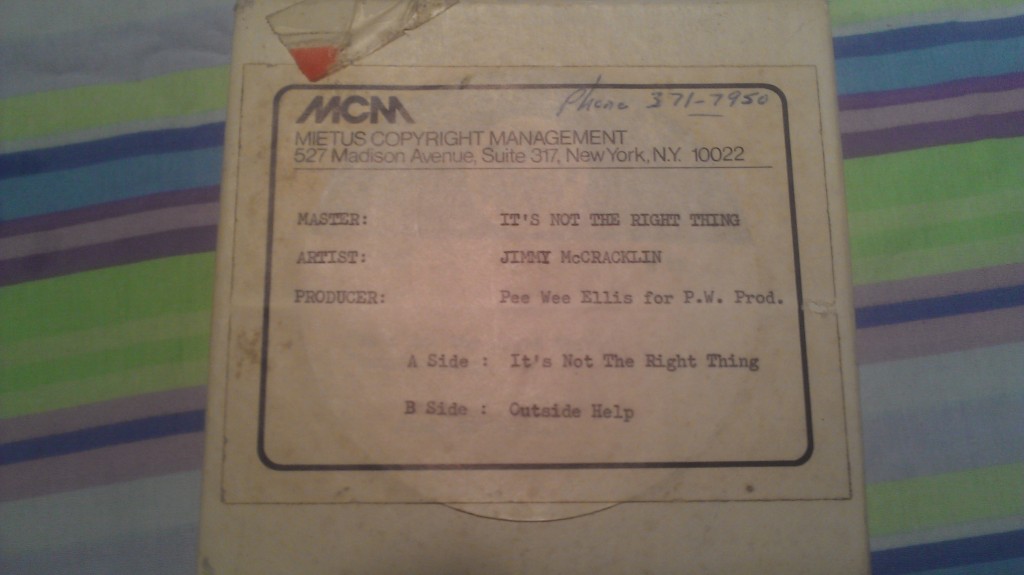 MCM Phone 371-7950
MIETUS COPYRIGHT MANAGEMENT
527 Madison Avenue, Suite 317, New York, N.Y. 10022
MASTER: IT'S NOT THE RIGHT THING
ARTIST: JIMMY McCRACKLIN
PRODUCER: Pee Wee Ellis for P.W. Prod.
A Side : It's Not The Right Thing
B Side : Outside Help